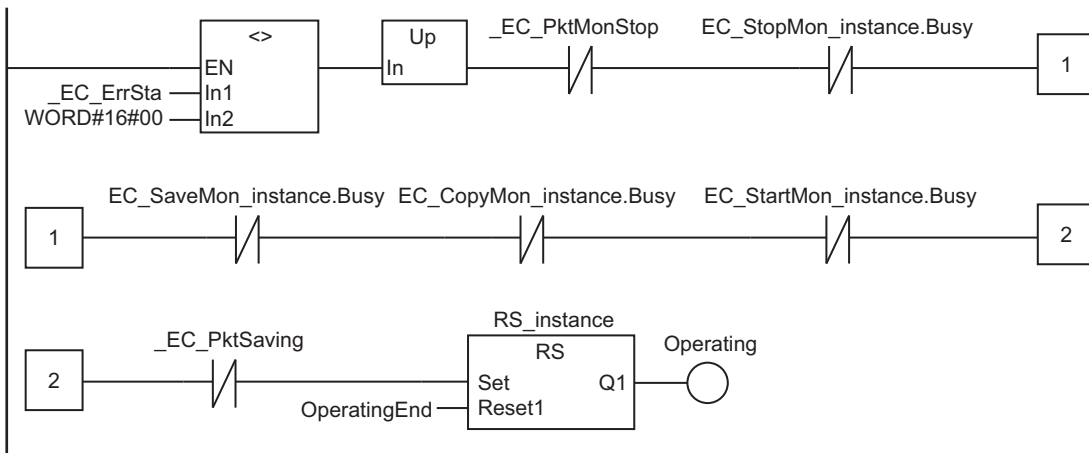 <>
Up
_EC_PktMonStop
EC_StopMon_instance.Busy
EN
In
1
_EC_ErrSta
In1
WORD#16#00
In2
EC_SaveMon_instance.Busy
EC_CopyMon_instance.Busy
EC_StartMon_instance.Busy
1
2
RS_instance
_EC_PktSaving
RS
Operating
2
Set
Q1
OperatingEnd
Reset1